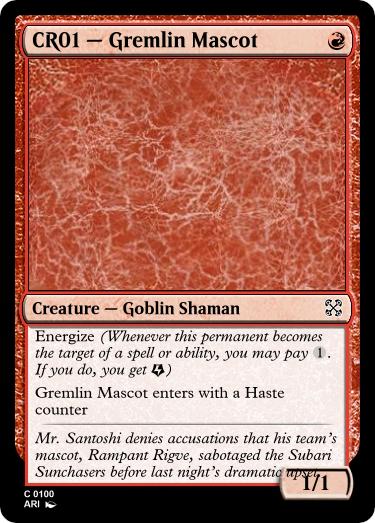 CR01 — Gremlin Mascot
Creature — Goblin Shaman
Energize (Whenever this permanent becomes
the target of a spell or ability, you may pay 1.
If you do, you get .)
Gremlin Mascot enters with a Haste
counter
Mr. Santoshi denies accusations that his team's
mascot, Rampant Rigve, sabotaged the Subari
Sunchasers before last night's dramatic upset.
1/1
C 0100
ARI